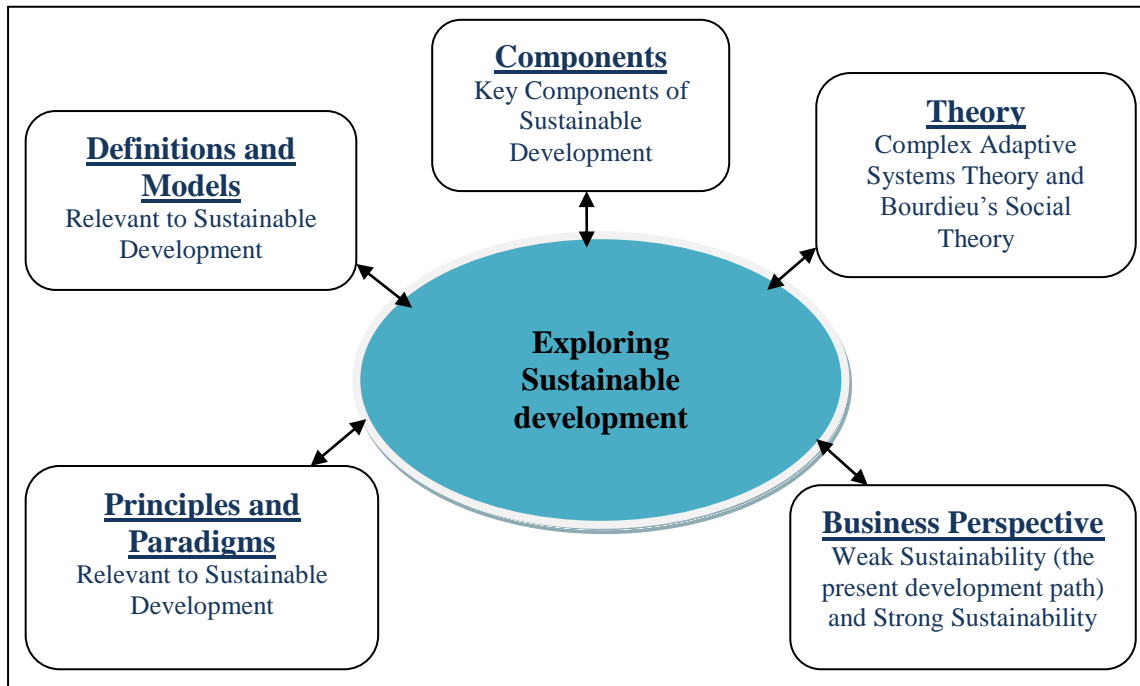 Components
Key Components of
Sustainable
Development
Theory
Complex Adaptive
Systems Theory and
Bourdieu’s Social
Theory
Definitions and
Models
Relevant to Sustainable
Development
Exploring
Sustainable
development
Principles and
Paradigms
Relevant to Sustainable
Development
Business Perspective
Weak Sustainability (the
present development path)
and Strong Sustainability